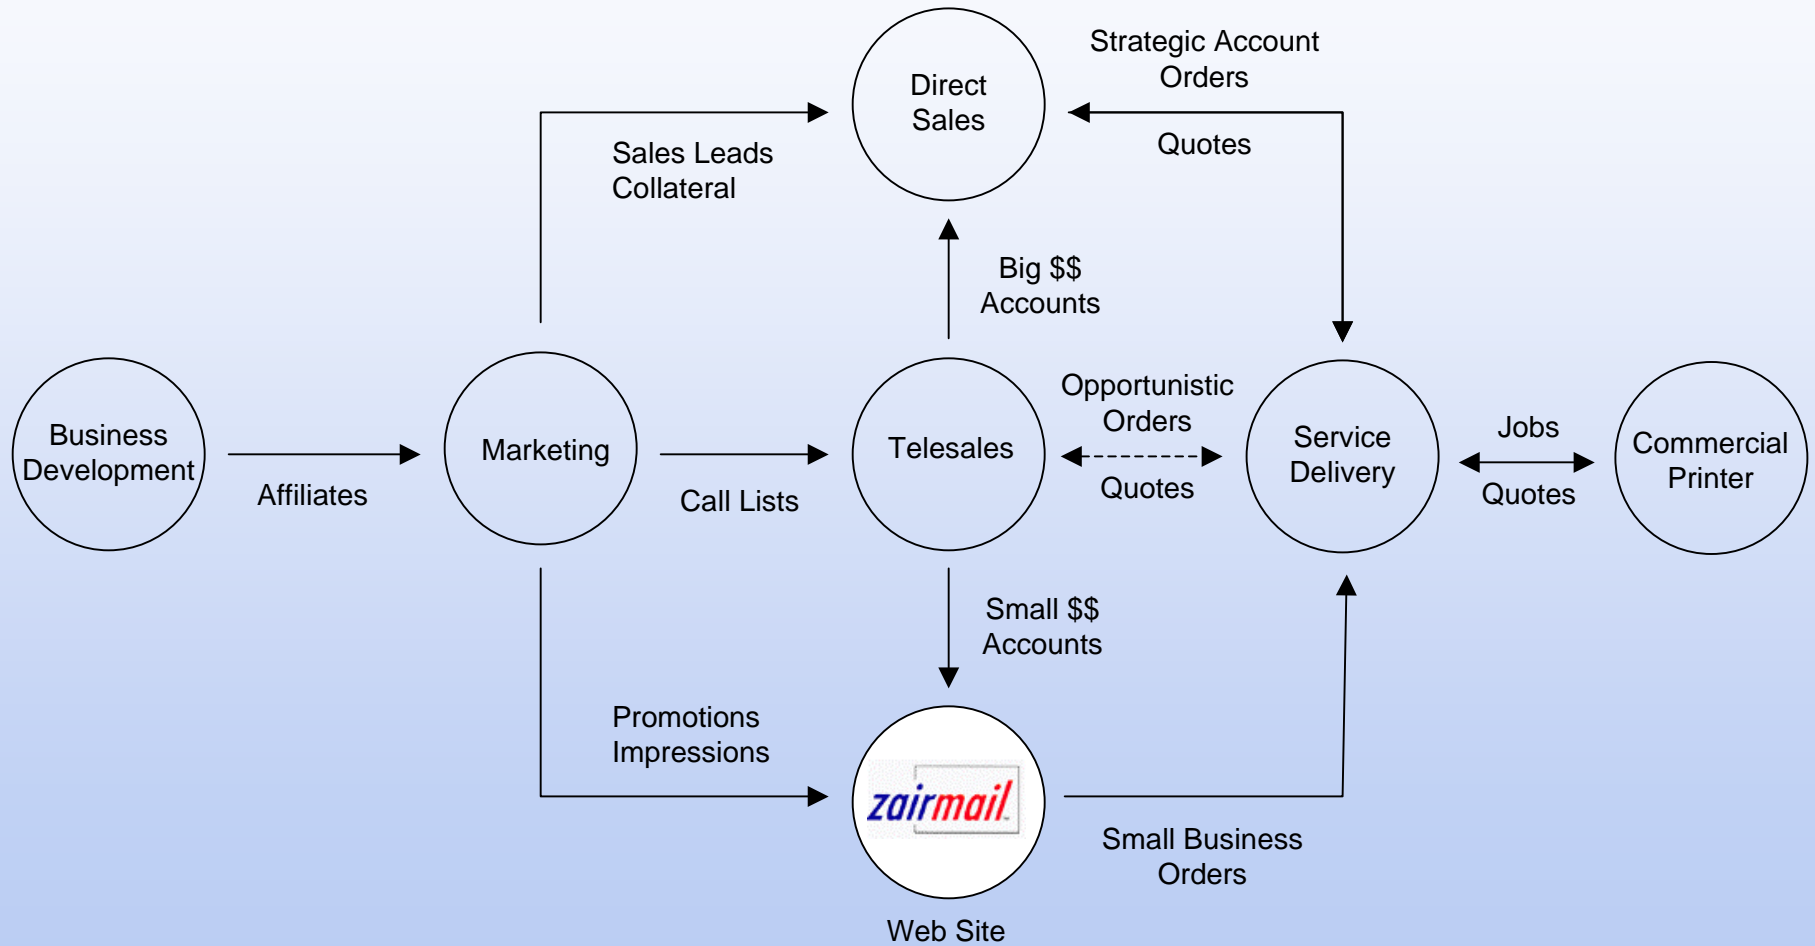 Direct
Sales
Strategic Account
Orders
Quotes
Sales Leads
Collateral
Big $$
Accounts
Business
Development
Affiliates
Marketing
Call Lists
Telesales
Opportunistic
Orders
Quotes
Service
Delivery
Jobs
Quotes
Commercial
Printer
Small $$
Accounts
Promotions
Impressions
zairmail
Small Business
Orders
Web Site